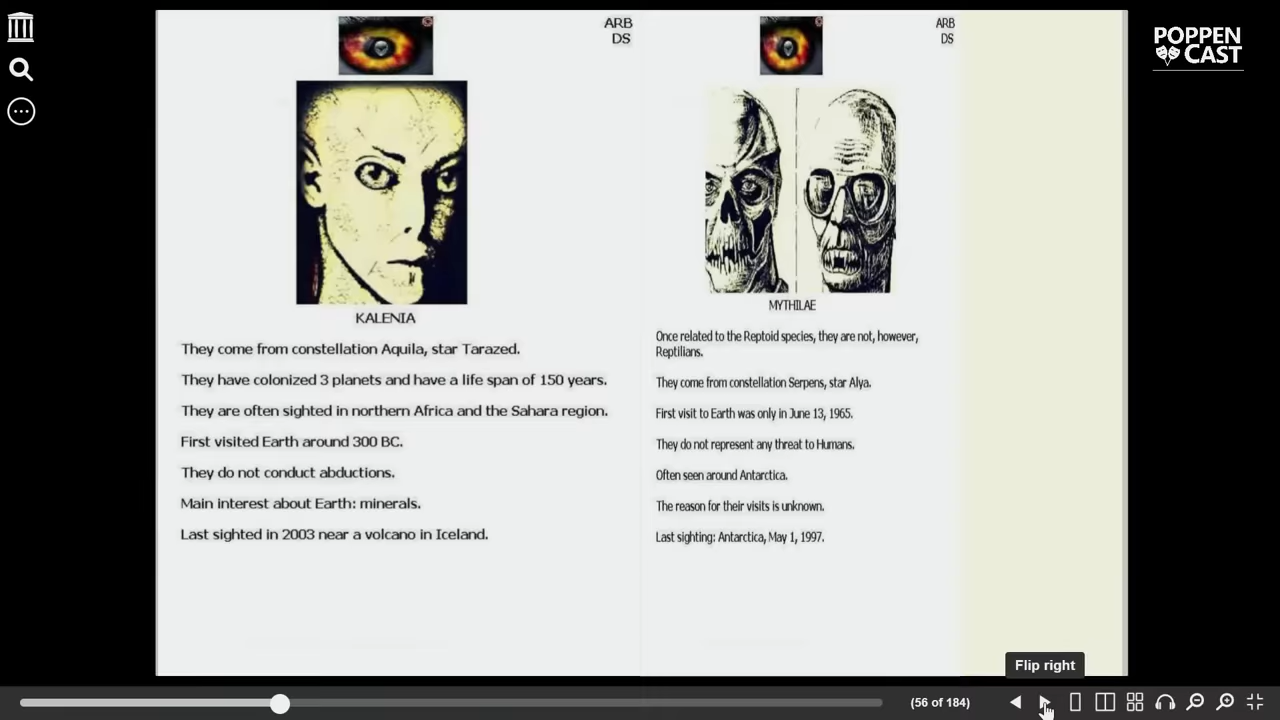 ARB
DS
KALENIA
They come from constellation Aquila, star Tarazed.
They have colonized 3 planets and have a life span of 150 years.
They are often sighted in northern Africa and the Sahara region.
First visited Earth around 300 BC.
They do not conduct abductions.
Main interest about Earth: minerals.
Last sighted in 2003 near a volcano in Iceland.
ARB
DS
MYTHILAE
Once related to the Reptoid species, they are not, however,
Reptilians.
They come from constellation Serpens, star Alya.
First visit to Earth was only in June 13, 1965.
They do not represent any threat to Humans.
Often seen around Antarctica.
The reason for their visits is unknown.
Last sighting: Antarctica, May 1, 1997.
POPPEN
CAST
Flip right
(56 of 184)